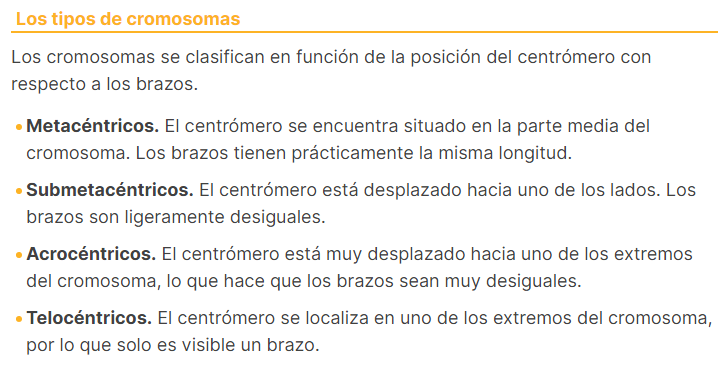 Los tipos de cromosomas
Los cromosomas se clasifican en función de la posición del centrómero con
respecto a los brazos.
• Metacéntricos. El centrómero se encuentra situado en la parte media del
cromosoma. Los brazos tienen prácticamente la misma longitud.
• Submetacéntricos. El centrómero está desplazado hacia uno de los lados. Los
brazos son ligeramente desiguales.
• Acrocéntricos. El centrómero está muy desplazado hacia uno de los extremos
del cromosoma, lo que hace que los brazos sean muy desiguales.
• Telocéntricos. El centrómero se localiza en uno de los extremos del cromosoma,
por lo que solo es visible un brazo.